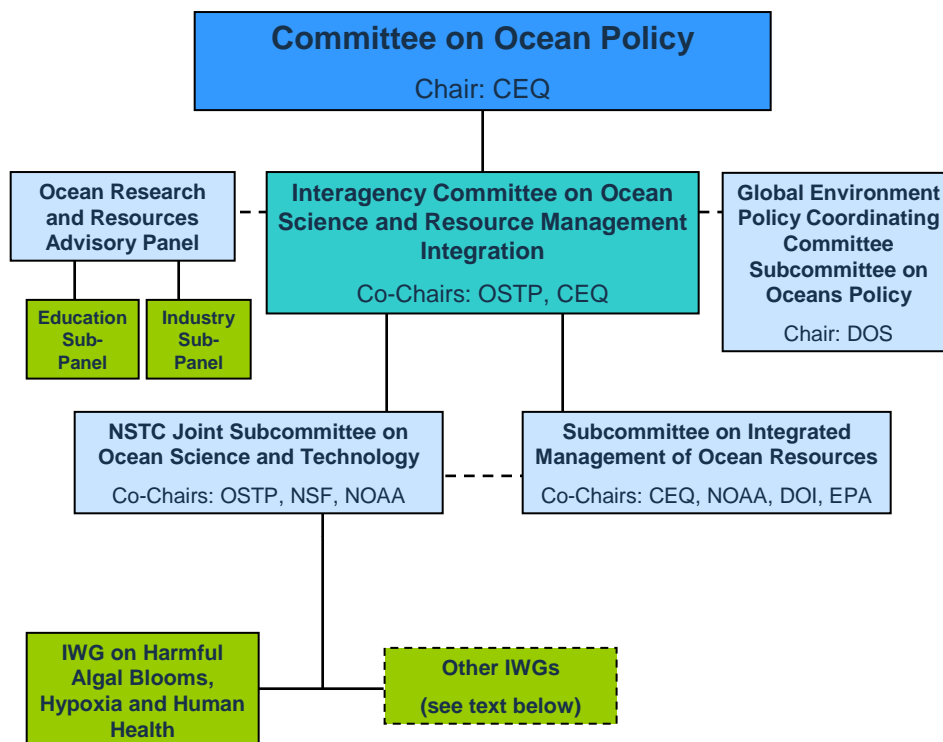 Committee on Ocean Policy
Chair: CEQ
Ocean Research
and Resources
Advisory Panel
Interagency Committee on Ocean
Science and Resource Management
Integration
Co-Chairs: OSTP, CEQ
Global Environment
Policy Coordinating
Committee
Subcommittee on
Oceans Policy
Chair: DOS
Education
Sub-
Panel
Industry
Sub-
Panel
NSTC Joint Subcommittee on
Ocean Science and Technology
Co-Chairs: OSTP, NSF, NOAA
Subcommittee on Integrated
Management of Ocean Resources
Co-Chairs: CEQ, NOAA, DOI, EPA
IWG on Harmful
Algal Blooms,
Hypoxia and Human
Health
Other IWGs
(see text below)